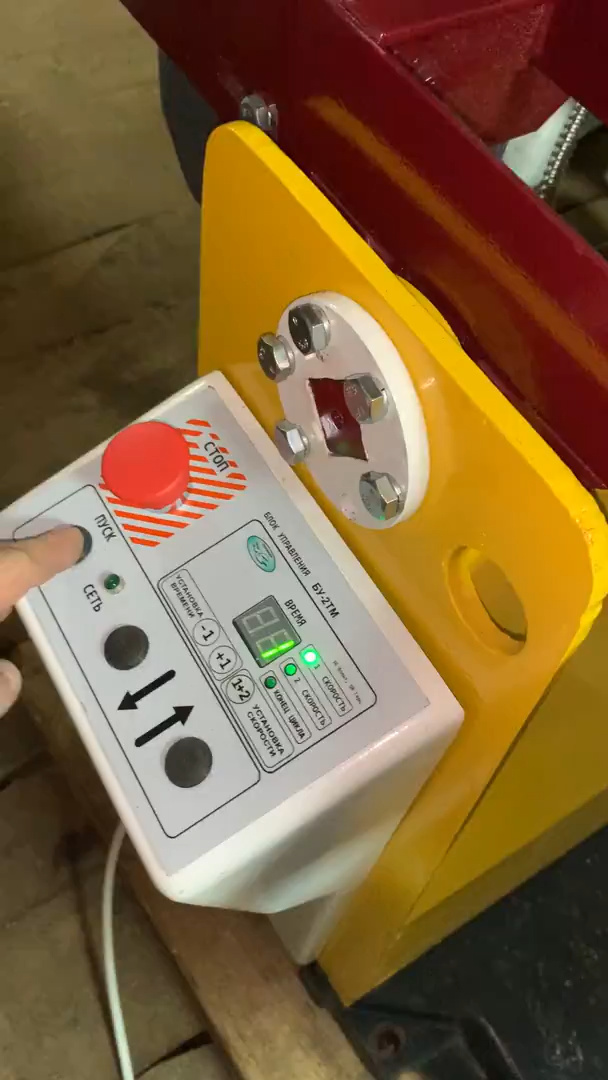 СТОП
ПУСК
СЕТЬ
БЛОК УПРАВЛЕНИЯ БУ-2ТМ
УСТАНОВКА
ВРЕМЕНИ
-1
+1
1+2
УСТАНОВКА
СКОРОСТИ
ВРЕМЯ
1 СКОРОСТЬ
2 СКОРОСТЬ
КОНЕЦ ЦИКЛА